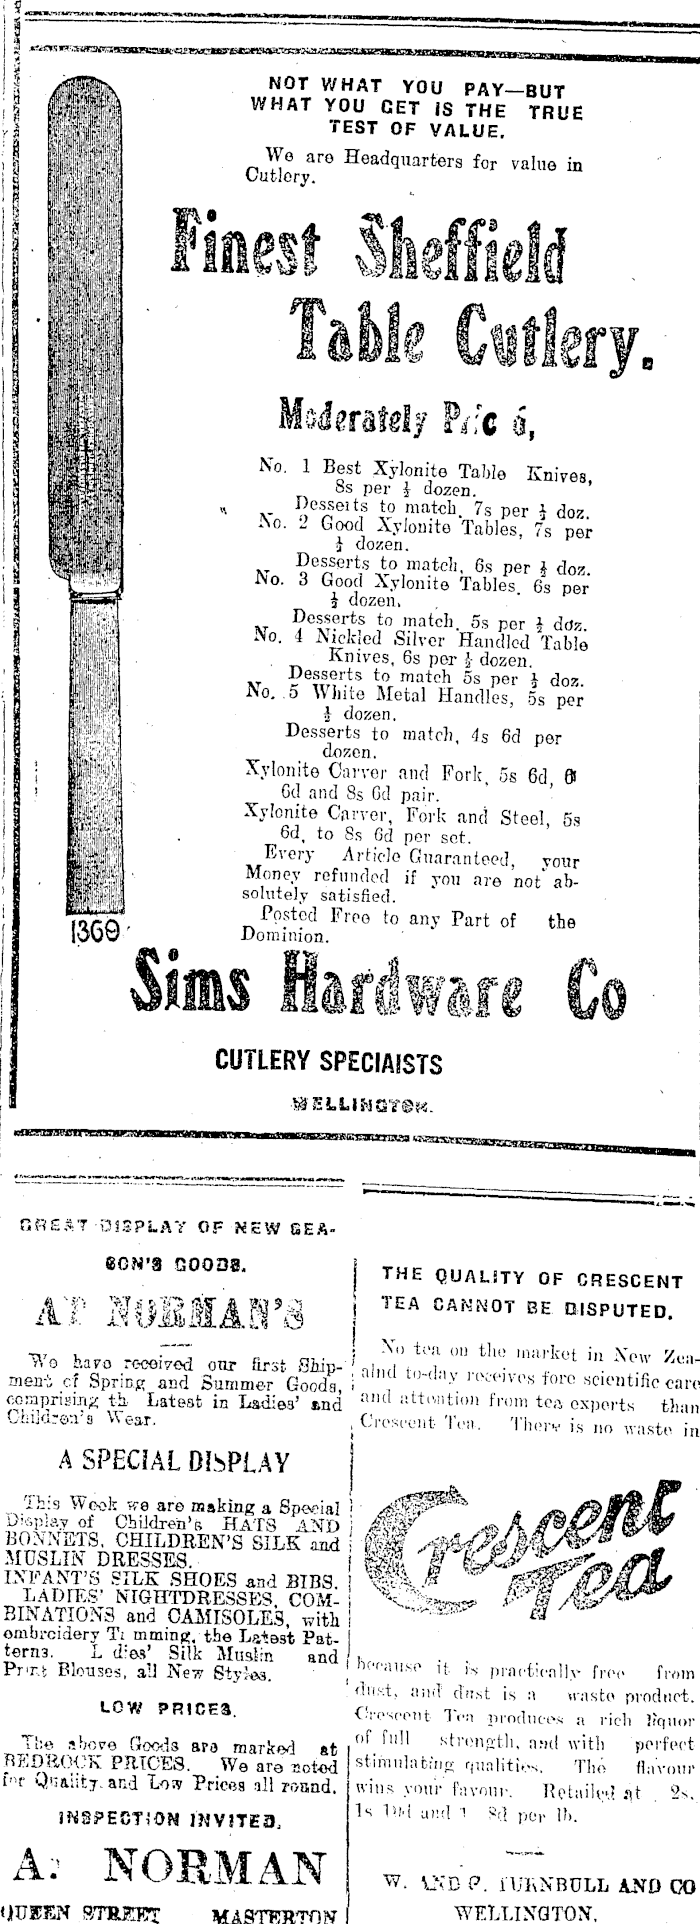 NOT WHAT YOU PAY—BUT
WHAT YOU GET IS THE TRUE
TEST OF VALUE.
We are Headquarters for value in
Cutlery.
Finest Sheffield
Table Cutlery.
Moderately
No. 1 Best Xylonite Table Knives,
8s per ½ dozen.
Desserts to match, 7s per ½ doz.
No. 2 Good Xylonite Tables, 7s per
½ dozen.
Desserts to match, 6s per ½ doz.
No. 3 Good Xylonite Tables, 6s per
½ dozen.
Desserts to match, 5s per ½ doz.
No. 4 Nickled Silver Handled Table
Knives, 6s per ½ dozen.
Desserts to match 5s per ½ doz.
No. 5 White Metal Handles, 5s per
½ dozen.
Desserts to match, 4s 6d per
dozen.
Xylonite Carver and Fork, 5s 6d,
6d and 8s 6d pair.
Xylonite Carver, Fork and Steel, 5s
6d, to 8s 6d per set.
Every Article Guaranteed, your
Money refunded if you are not ab-
solutely satisfied.
Posted Free to any Part of the
Dominion.
1369
Sims Hardware Co
CUTLERY SPECIAISTS
WELLINGTON.
GREAT DISPLAY OF NEW SEA-
SON'S GOODS.
AT NORMAN'S
We have received our first Ship-
ment of Spring and Summer Goods,
comprising th Latest in Ladies' and
Children's Wear.
A SPECIAL DISPLAY
This Week we are making a Special
Display of Children's HATS AND
BONNETS, CHILDREN'S SILK and
MUSLIN DRESSES.
INFANT'S SILK SHOES and BIBS.
LADIES' NIGHTDRESSES, COM-
BINATIONS and CAMISOLES, with
embroidery T mming, the Latest Pat-
terns. L dies' Silk Muslin and
Print Blouses, all New Styles.
LOW PRICES.
The above Goods are marked at
BEDROCK PRICES. We are noted
for Quality and Low Prices all round.
INSPECTION INVITED.
A. NORMAN
QUEEN STREET MASTERTON
THE QUALITY OF CRESCENT
TEA CANNOT BE DISPUTED.
No tea on the market in New Zea-
alnd to-day receives fore scientific care
and attention from tea experts than
Crescent Tea. There is no waste in
Crescent
Tea
because it is practically free from
dust, and dust is a waste product.
Crescent Tea produces a rich liquor
of full strength, and with perfect
stimulating qualities. The flavour
wins your favour. Retailed at 2s,
1s 10d and 1 8d per lb.
W. AND G. TURNBULL AND CO
WELLINGTON.